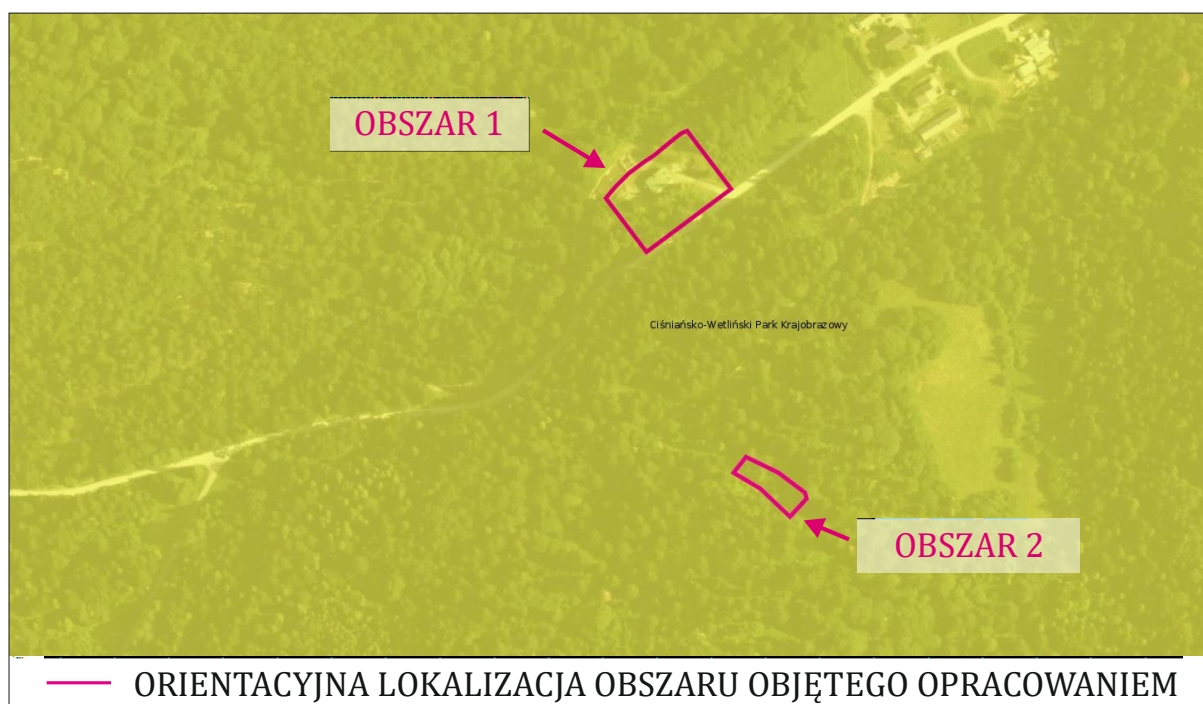 OBSZAR 1
Ciśniańsko-Wetliński Park Krajobrazowy
OBSZAR 2
ORIENTACYJNA LOKALIZACJA OBSZARU OBJĘTEGO OPRACOWANIEM